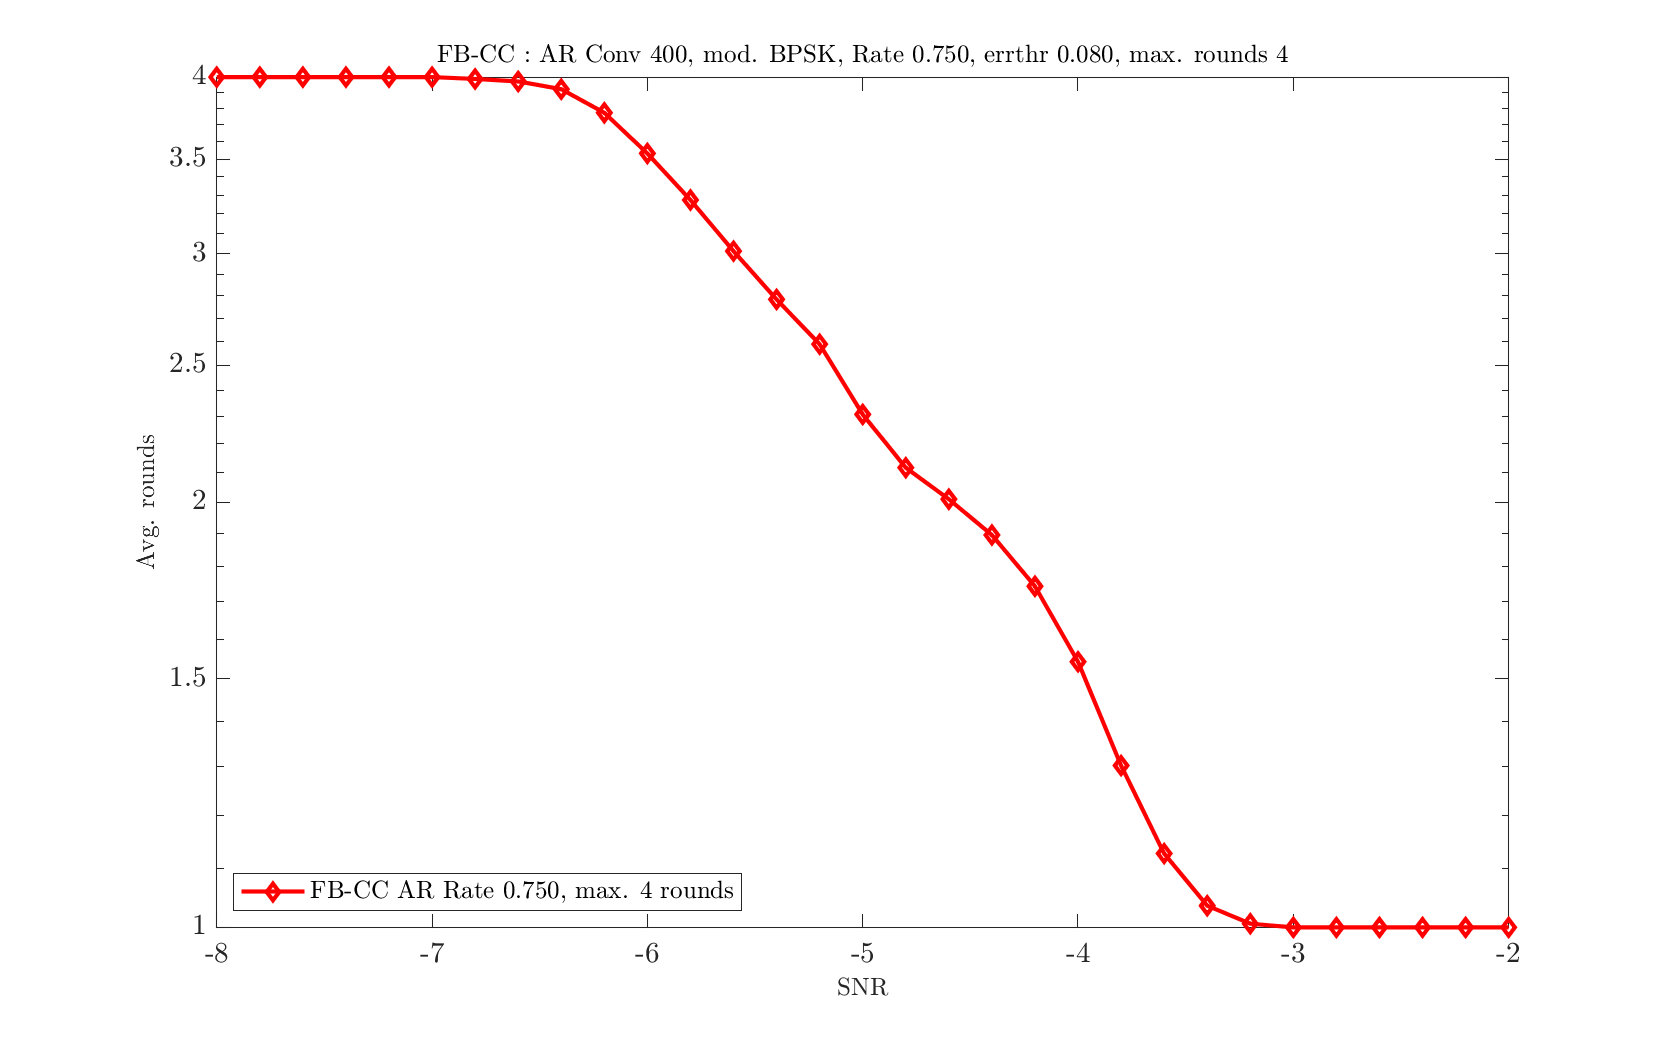 FB-CC : AR Conv 400, mod. BPSK, Rate 0.750, errthr 0.080, max. rounds 4
4
3.5
3
2.5
2
1.5
1
Avg. rounds
FB-CC AR Rate 0.750, max. 4 rounds
-8 -7 -6 -5 -4 -3 -2
SNR